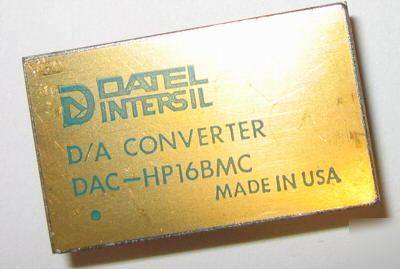 DATEL
INTERSIL
D/A CONVERTER
DAC-HP16BMC
MADE IN USA